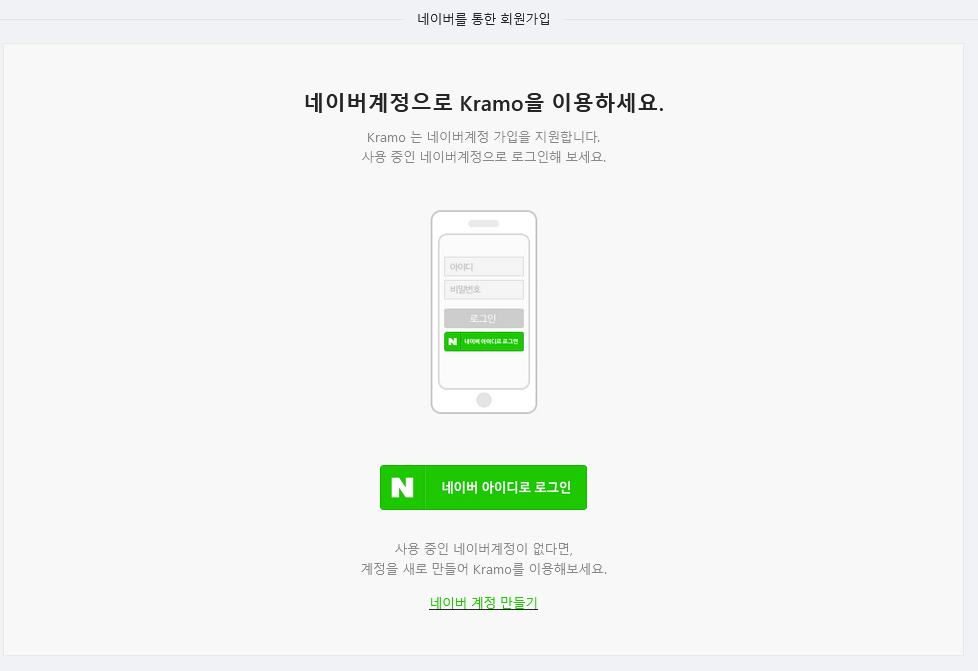 네이버를 통한 회원가입
네이버계정으로 Kramo을 이용하세요.
Kramo 는 네이버계정 가입을 지원합니다.
사용 중인 네이버계정으로 로그인해 보세요.
아이디
비밀번호
로그인
N 네이버 아이디로 로그인
N 네이버 아이디로 로그인
사용 중인 네이버계정이 없다면,
계정을 새로 만들어 Kramo를 이용해보세요.
네이버 계정 만들기